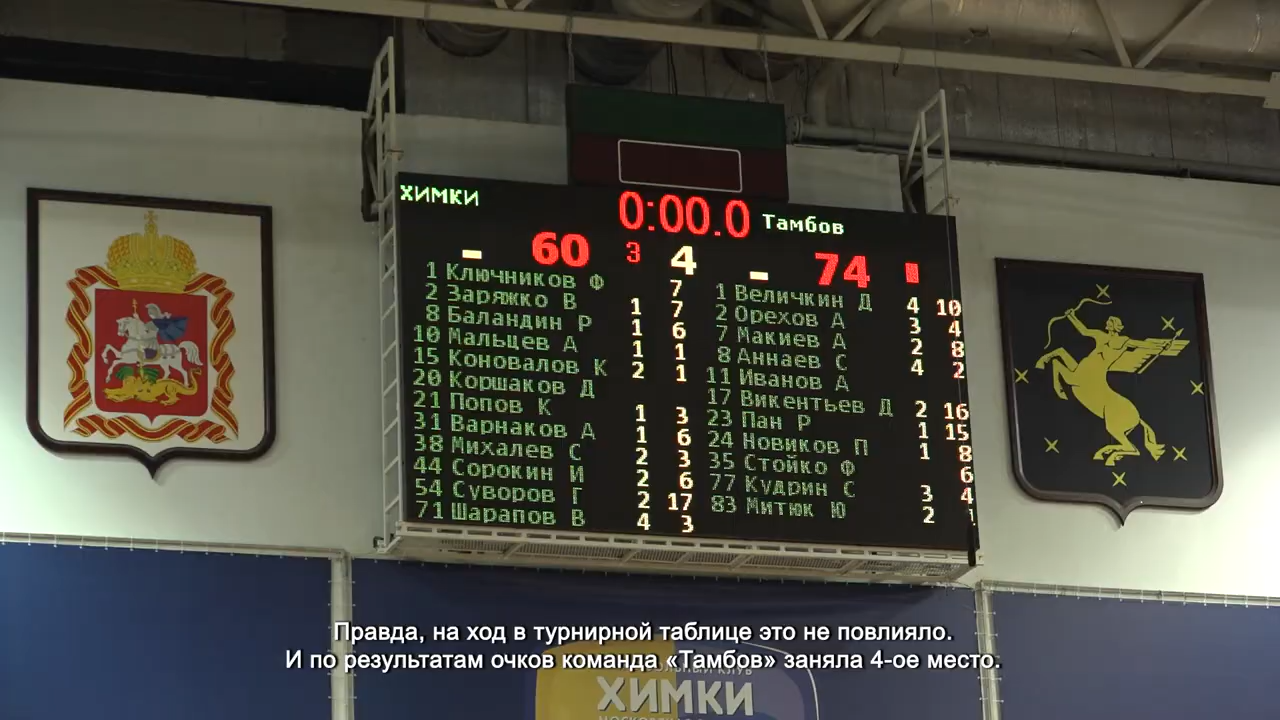 ХИМКИ 0:00.0 Тамбов
60 3 4 74
1 Ключников Ф 7
2 Заряжко В 1 7
8 Баландин Р 1 6
10 Мальцев А 1 1
15 Коновалов К 2 1
20 Коршаков Д
21 Попов К 1 3
31 Варнаков А 1 6
38 Михалев С 2 3
44 Сорокин И 2 6
54 Суворов Г 2 17
71 Шарапов В 4 3
1 Величкин Д 4 10
2 Орехов А 3 4
7 Макиев А 2 8
8 Аннаев С 4 2
11 Иванов А
17 Викентьев Д 2 16
23 Пан Р 1 15
24 Новиков П 1 8
35 Стойко Ф 6
77 Кудрин С 3 4
83 Митюк Ю 2
Правда, на ход в турнирной таблице это не повлияло.
И по результатам очков команда «Тамбов» заняла 4-ое место.
КЛУБ
ХИМКИ